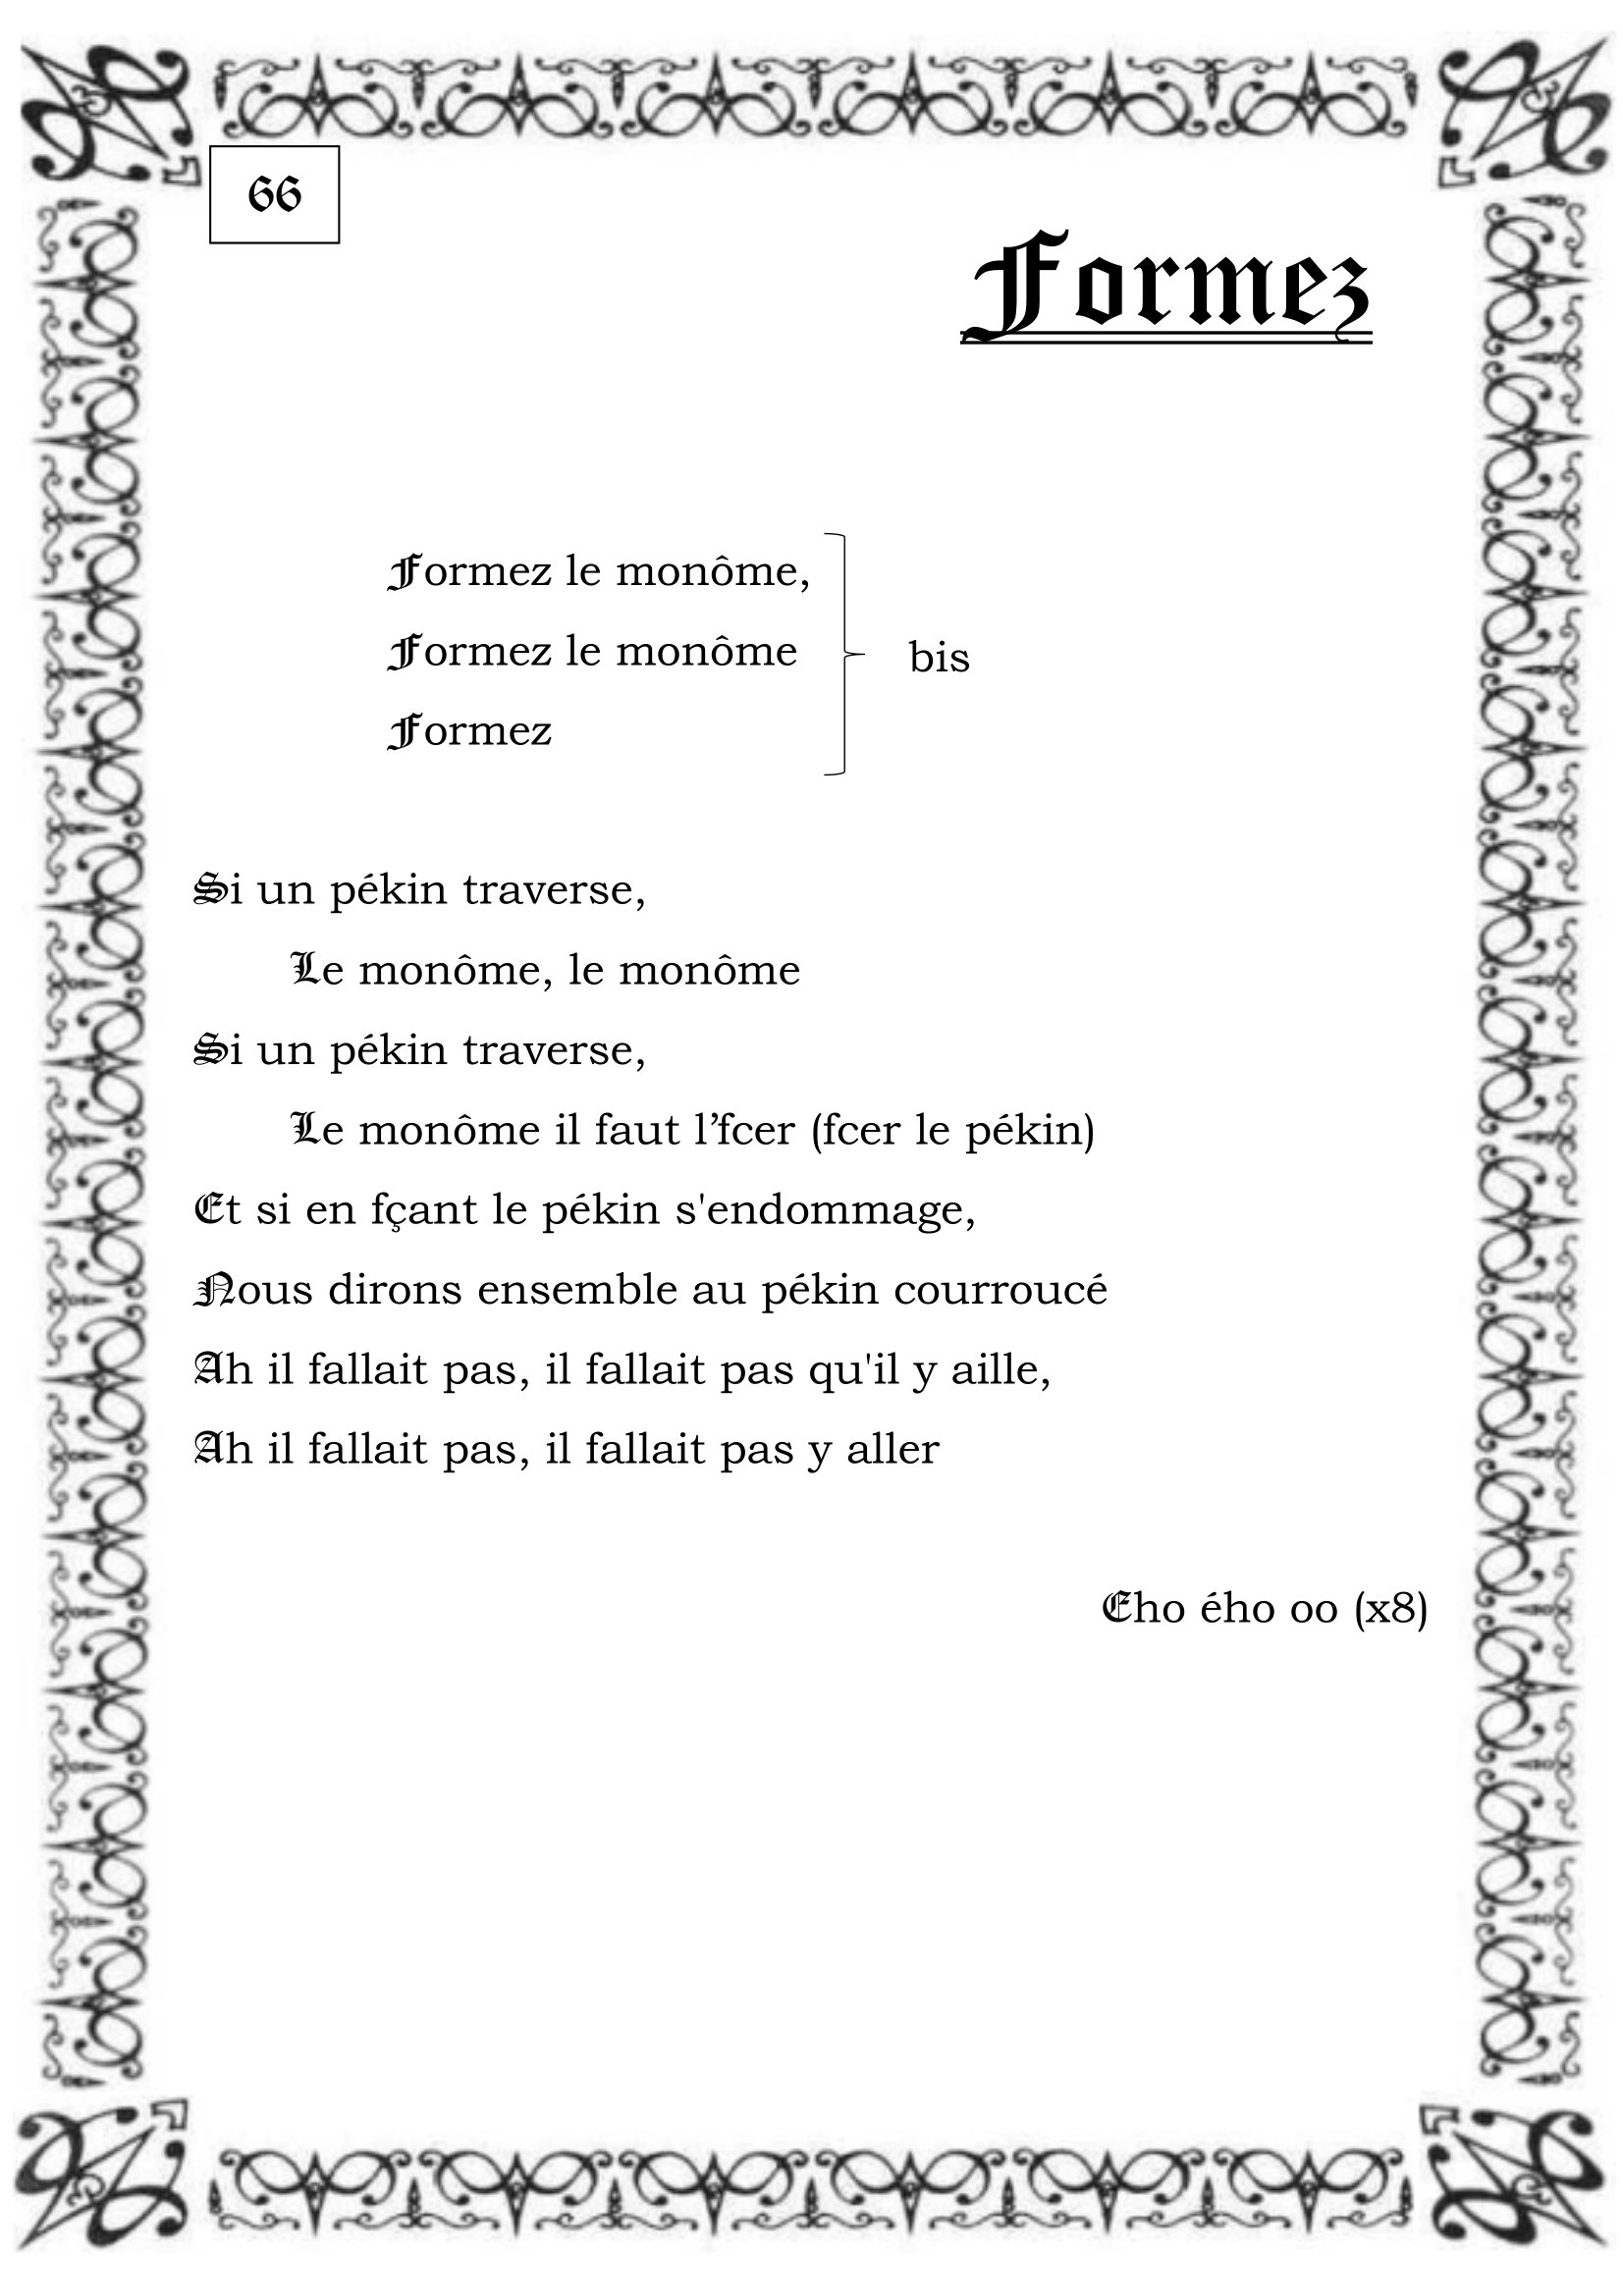 66
Formez
Formez le monôme,
Formez le monôme
bis
Formez
Si un pékin traverse,
Le monôme, le monôme
Si un pékin traverse,
Le monôme il faut l’fcer (fcer le pékin)
Et si en fçant le pékin s'endommage,
Nous dirons ensemble au pékin courroucé
Ah il fallait pas, il fallait pas qu'il y aille,
Ah il fallait pas, il fallait pas y aller
Eho ého oo (x8)